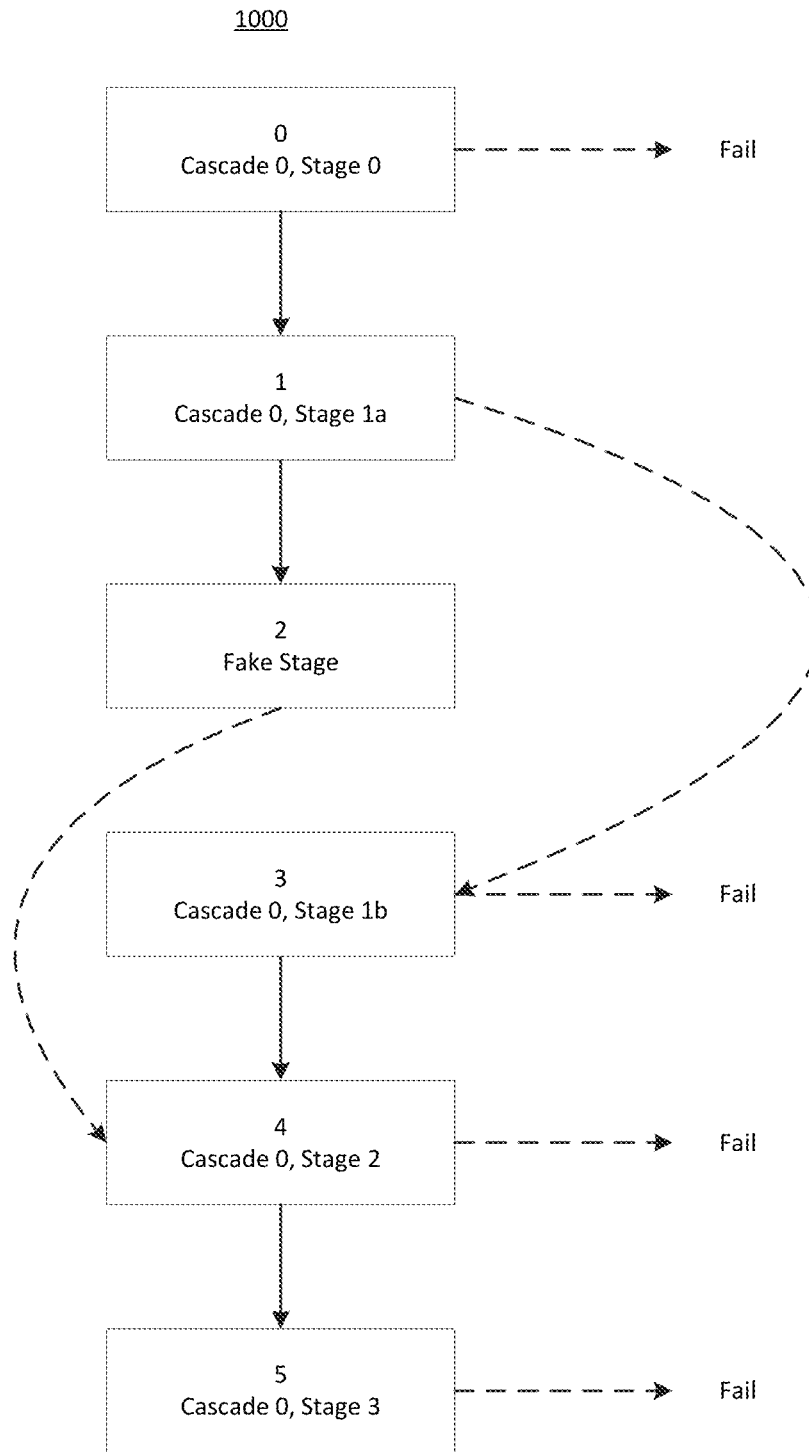 1000
0
Cascade 0, Stage 0
Fail
1
Cascade 0, Stage 1a
2
Fake Stage
3
Cascade 0, Stage 1b
Fail
4
Cascade 0, Stage 2
Fail
5
Cascade 0, Stage 3
Fail